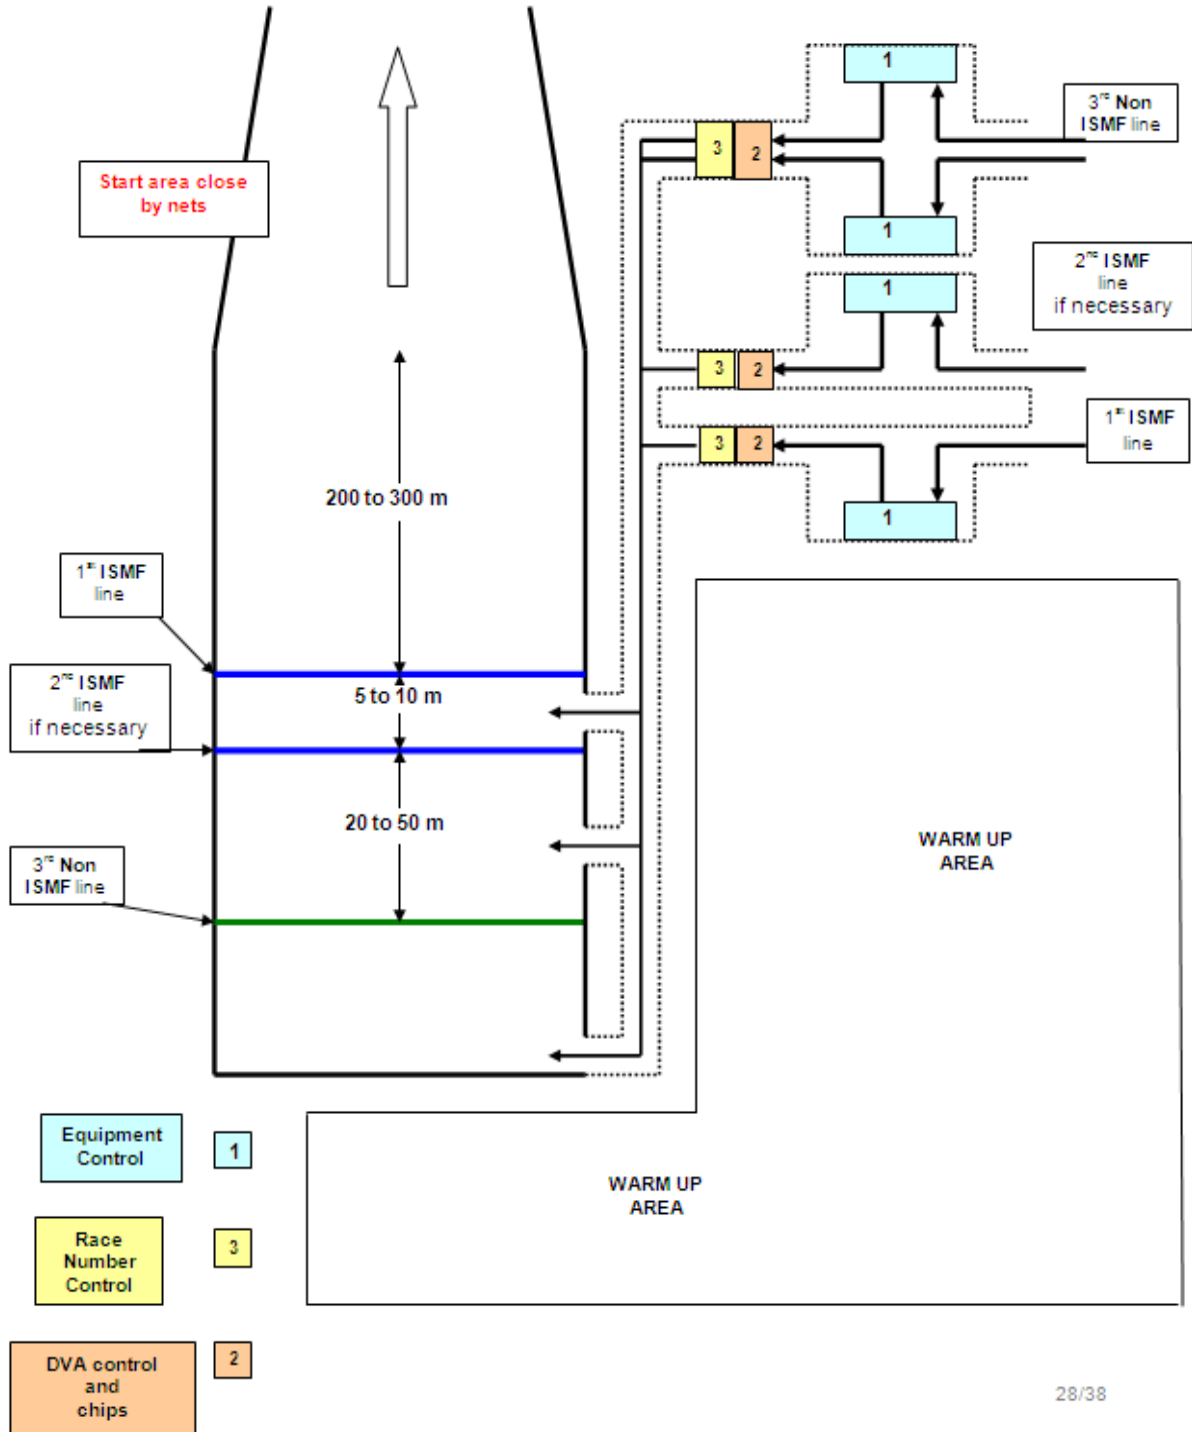 1
3ʳᵈ Non
ISMF line
3
2
Start area close
by nets
1
2ⁿᵈ ISMF
line
if necessary
1
3
2
1ˢᵗ ISMF
line
3
2
200 to 300 m
1
1ˢᵗ ISMF
line
2ⁿᵈ ISMF
line
if necessary
5 to 10 m
20 to 50 m
WARM UP
AREA
3ʳᵈ Non
ISMF line
Equipment
Control
1
WARM UP
AREA
Race
Number
Control
3
DVA control
and
chips
2
28/38